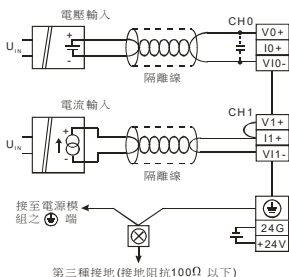 電壓輸入
CH0
V0+
I0+
VI0-
UIN
+
-
隔離線
電流輸入
CH1
V1+
I1+
VI1-
UIN
+
-
隔離線
接至電源模
組之 端
24G
+24V
第三種接地(接地阻抗100Ω 以下)